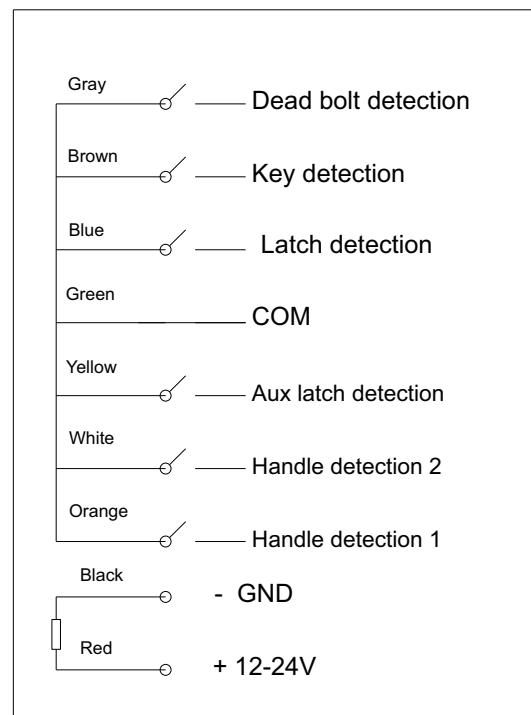 Gray
Dead bolt detection
Brown
Key detection
Blue
Latch detection
Green
COM
Yellow
Aux latch detection
White
Handle detection 2
Orange
Handle detection 1
Black
- GND
Red
+ 12-24V